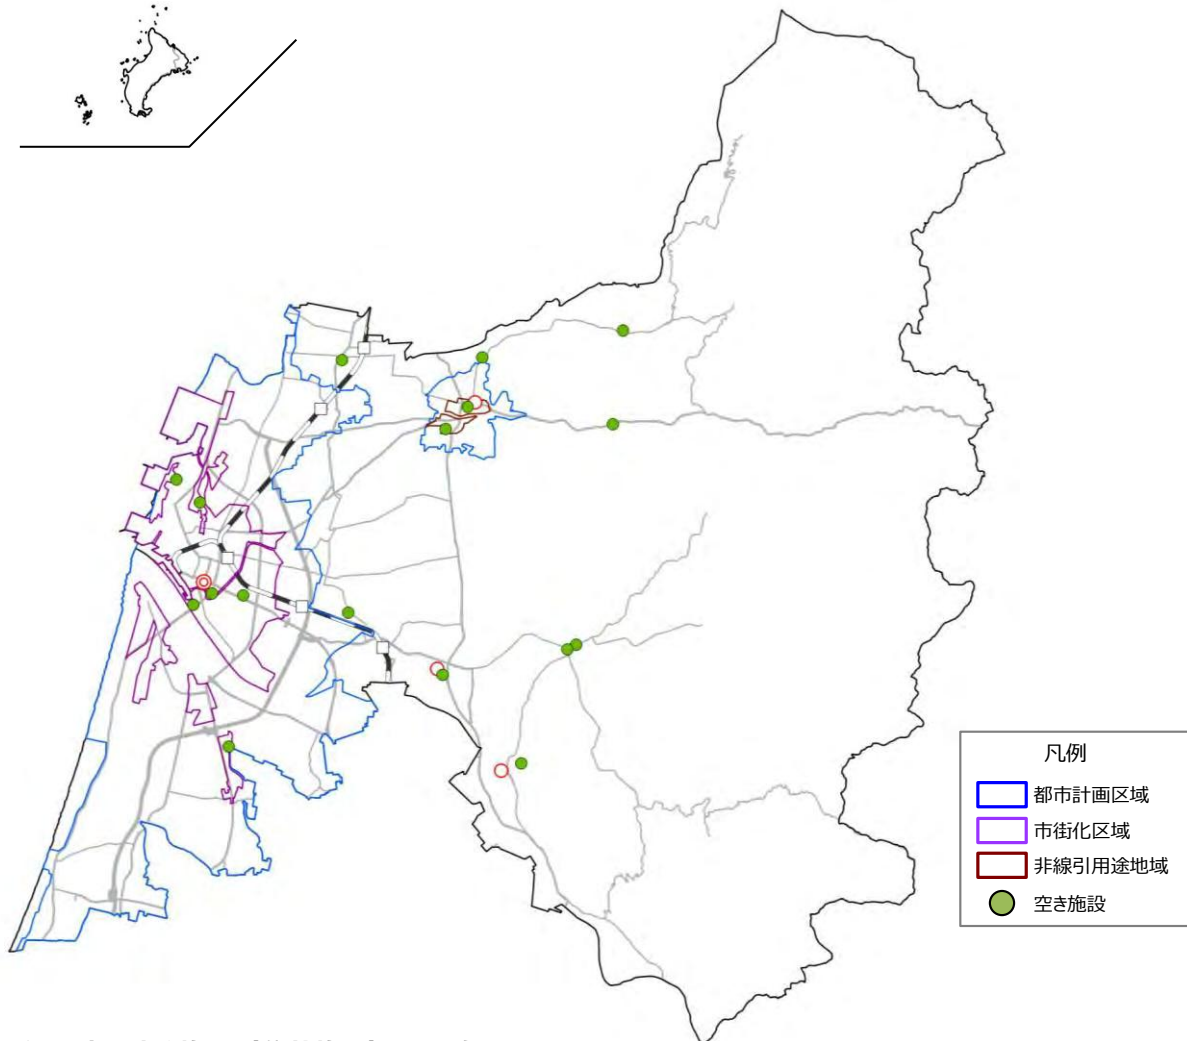 凡例
都市計画区域
市街化区域
非線引用途地域
空き施設